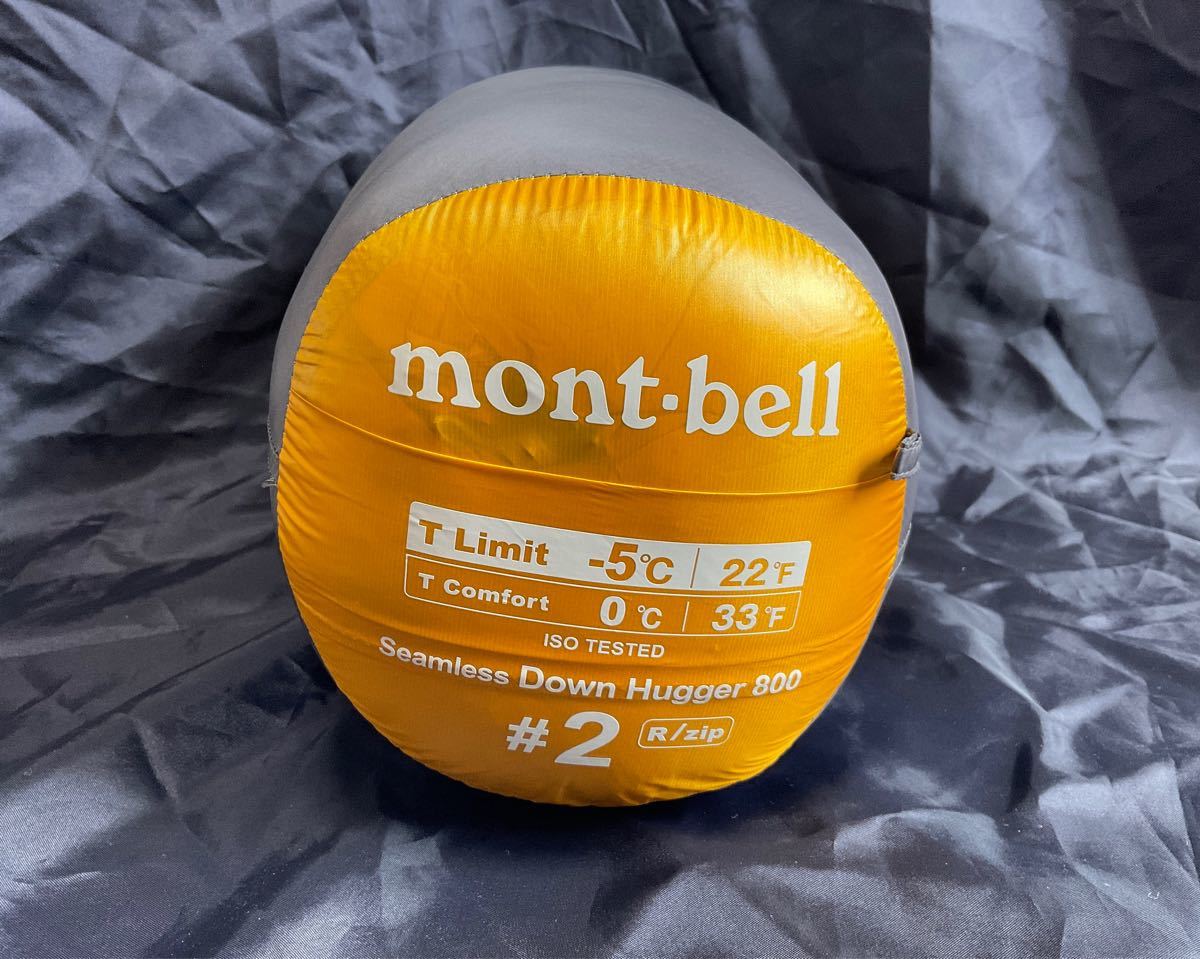 mont·bell
T Limit -5℃ 22°F
T Comfort 0℃ 33°F
ISO TESTED
Seamless Down Hugger 800
#2 R/zip